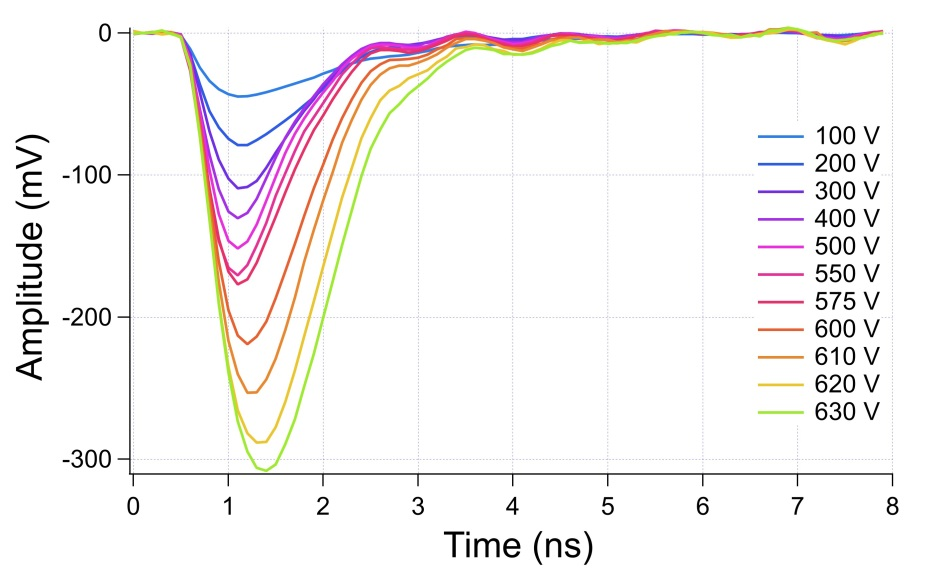 Amplitude (mV)
0
-100
-200
-300
100 V
200 V
300 V
400 V
500 V
550 V
575 V
600 V
610 V
620 V
630 V
0 1 2 3 4 5 6 7 8
Time (ns)